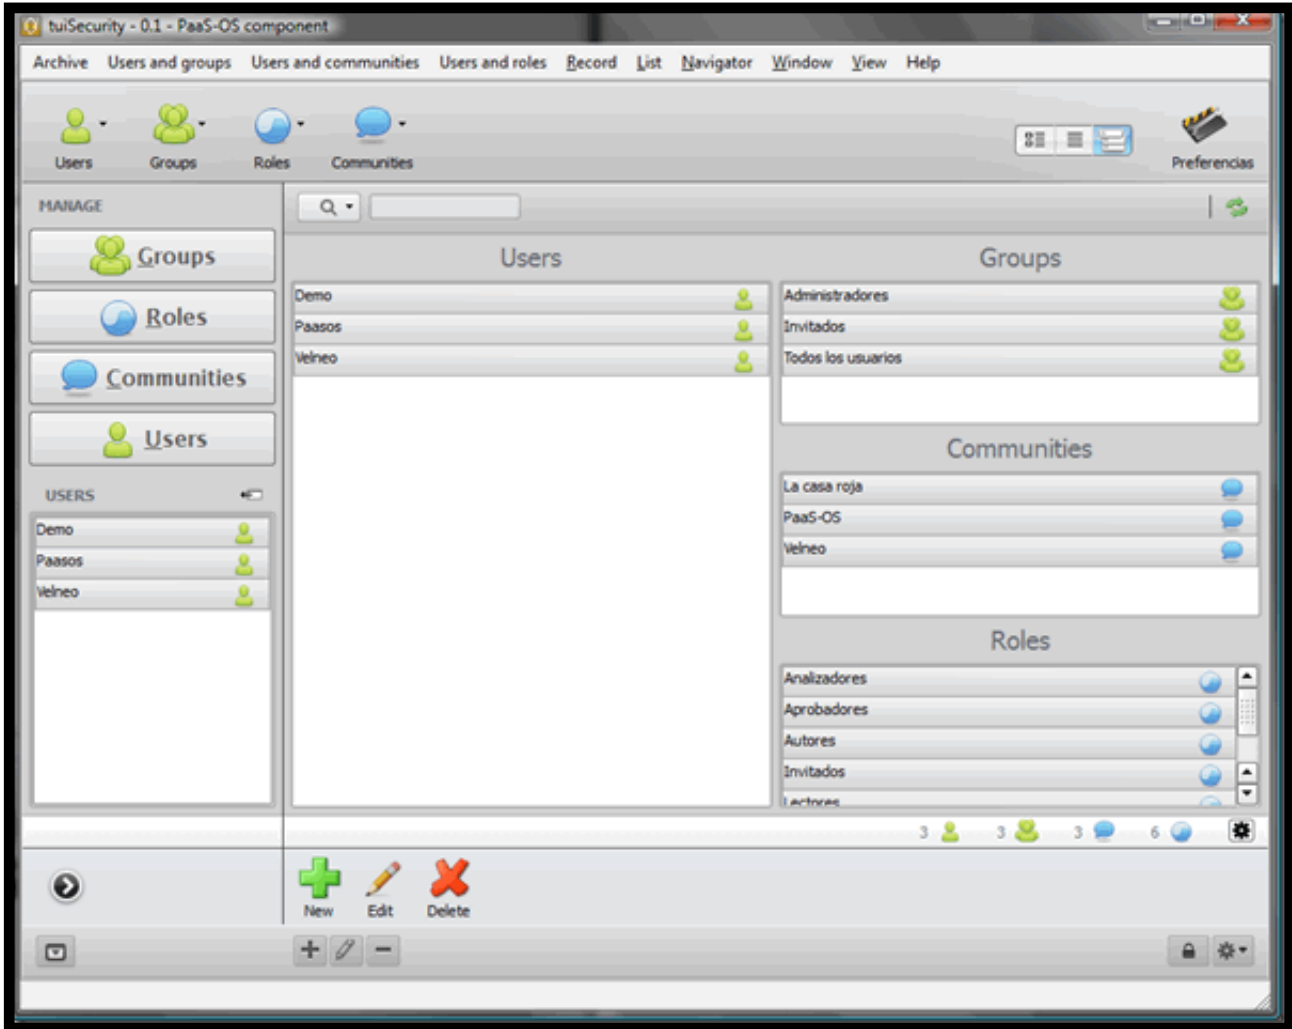 tuiSecurity - 0.1 - PaaS-OS component
Archive Users and groups Users and communities Users and roles Record List Navigator Window View Help
Users Groups Roles Communities Preferencias
MANAGE
Groups
Roles
Communities
Users
USERS
Demo
Paasos
Velneo
Users
Demo
Paasos
Velneo
Groups
Administradores
Invitados
Todos los usuarios
Communities
La casa roja
PaaS-OS
Velneo
Roles
Analizadores
Aprobadores
Autores
Invitados
Lectores
3 3 3 6
New Edit Delete